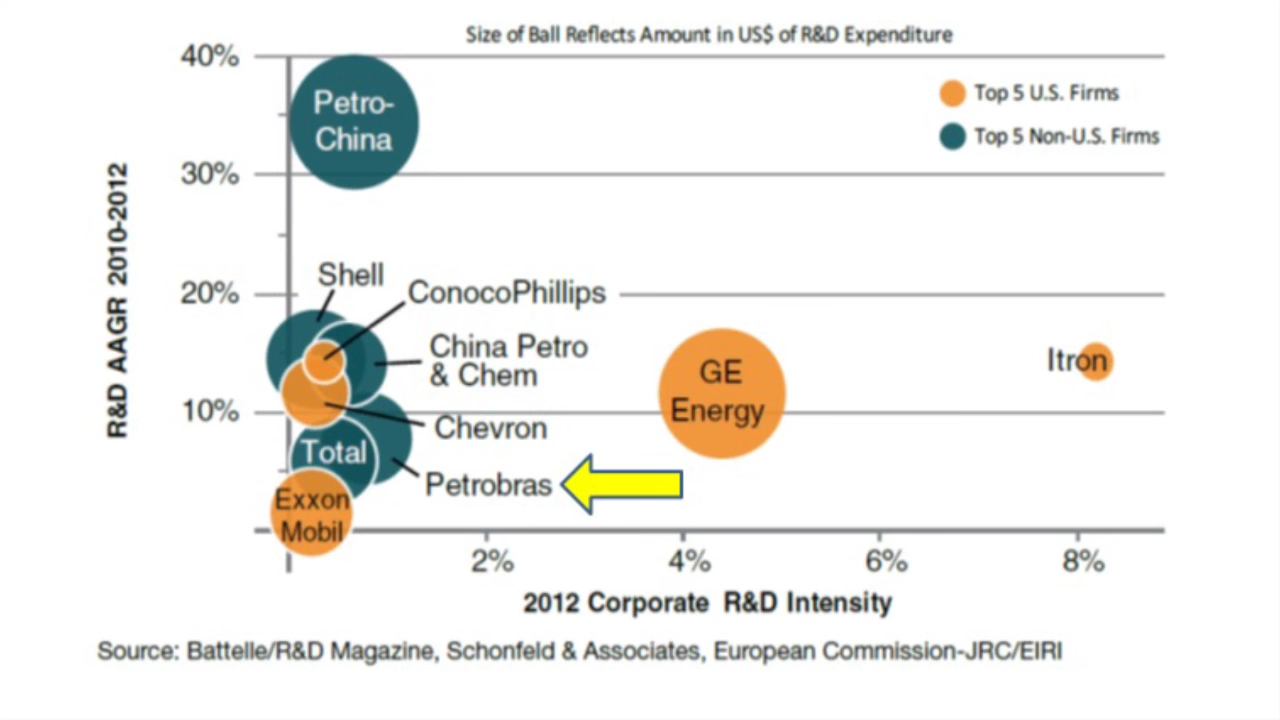 Size of Ball Reflects Amount in US$ of R&D Expenditure
40%
30%
20%
10%
R&D AAGR 2010-2012
Top 5 U.S. Firms
Top 5 Non-U.S. Firms
Petro-
China
Shell
ConocoPhillips
China Petro
& Chem
Chevron
Total
Petrobras
Exxon
Mobil
GE
Energy
Itron
2%
4%
6%
8%
2012 Corporate R&D Intensity
Source: Battelle/R&D Magazine, Schonfeld & Associates, European Commission-JRC/EIRI